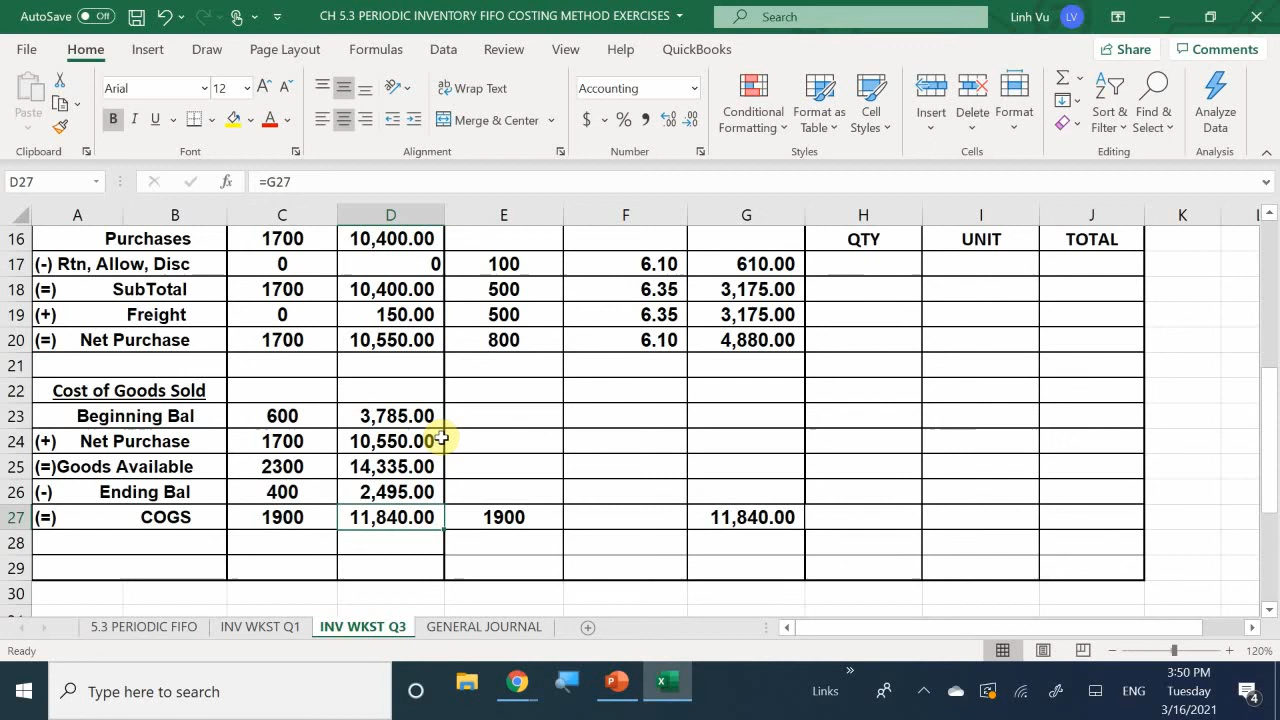 AutoSave Off CH 5.3 PERIODIC INVENTORY FIFO COSTING METHOD EXERCISES Search Linh Vu LV
File Home Insert Draw Page Layout Formulas Data Review View Help QuickBooks Share Comments
Paste Arial 12 A A Wrap Text Accounting Conditional Formatting Format as Table Cell Styles Insert Delete Format Sort & Filter Find & Select Analyze Data
B I U A Merge & Center $ % 9
Clipboard Font Alignment Number Styles Cells Editing Analysis
D27 fx =G27
A B C D E F G H I J K L
16 Purchases 1700 10,400.00 QTY UNIT TOTAL
17 (-) Rtn, Allow, Disc 0 0 100 6.10 610.00
18 (=) SubTotal 1700 10,400.00 500 6.35 3,175.00
19 (+) Freight 0 150.00 500 6.35 3,175.00
20 (=) Net Purchase 1700 10,550.00 800 6.10 4,880.00
21
22 Cost of Goods Sold
23 Beginning Bal 600 3,785.00
24 (+) Net Purchase 1700 10,550.00
25 (=)Goods Available 2300 14,335.00
26 (-) Ending Bal 400 2,495.00
27 (=) COGS 1900 11,840.00 1900 11,840.00
28
29
30
5.3 PERIODIC FIFO INV WKST Q1 INV WKST Q3 GENERAL JOURNAL
Ready 120%
Type here to search Links ENG 3:50 PM
Tuesday
3/16/2021
4